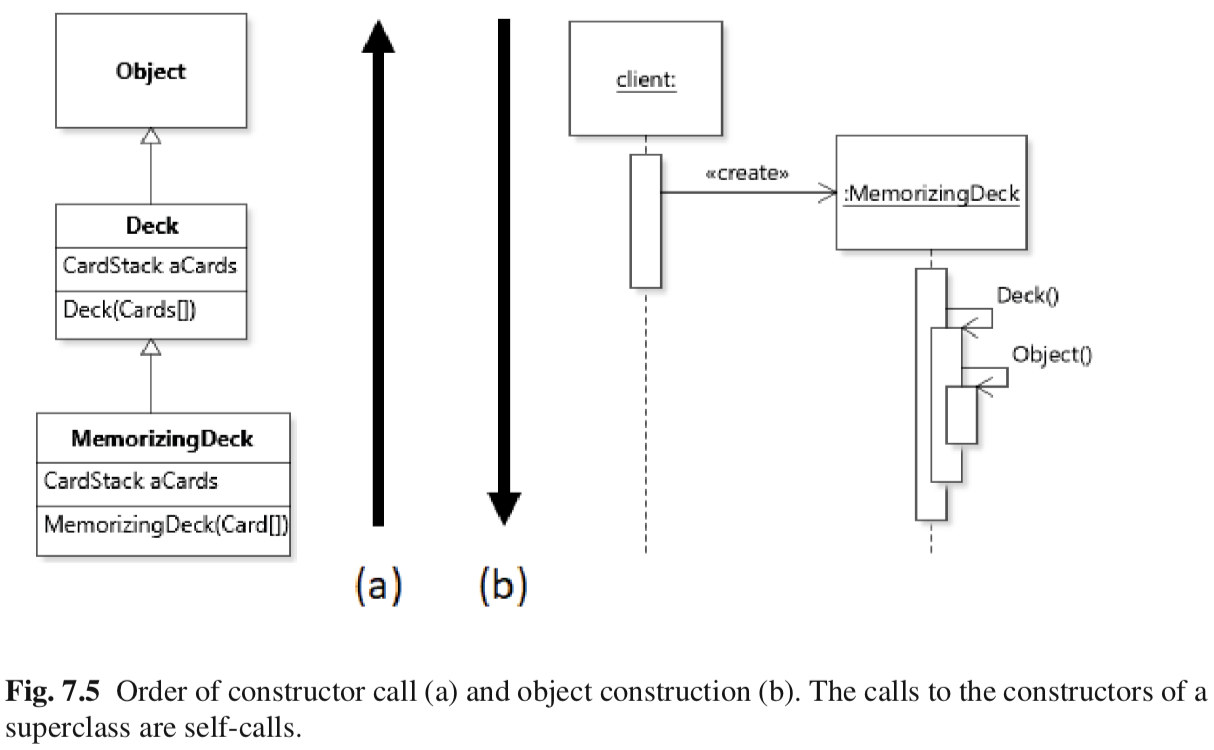 Object
Deck
CardStack aCards
Deck(Cards[])
MemorizingDeck
CardStack aCards
MemorizingDeck(Card[])
(a)
(b)
client:
«create»
:MemorizingDeck
Deck()
Object()
Fig. 7.5 Order of constructor call (a) and object construction (b). The calls to the constructors of a
superclass are self-calls.